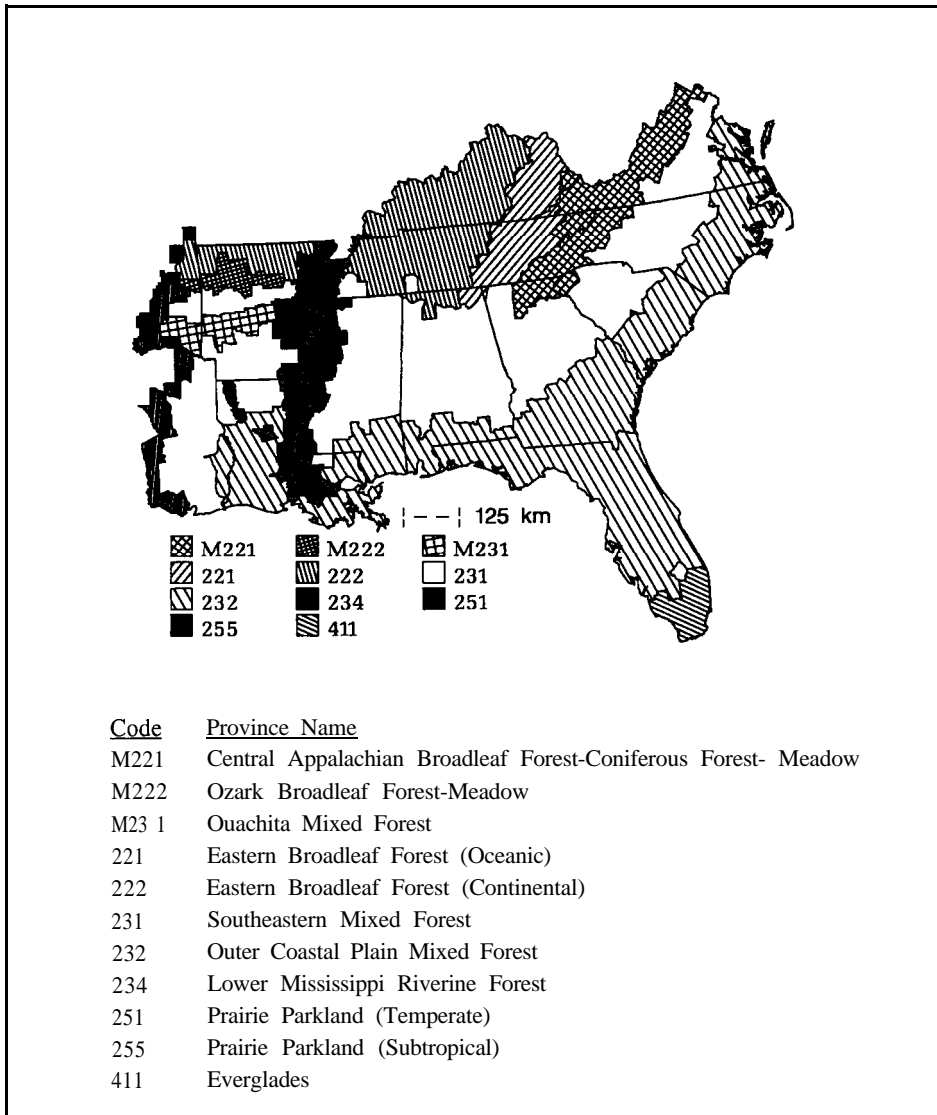 ¦ – – ¦ 125 km
M221 M222 M231
221 222 231
232 234 251
255 411
Code Province Name
M221 Central Appalachian Broadleaf Forest-Coniferous Forest- Meadow
M222 Ozark Broadleaf Forest-Meadow
M23 1 Ouachita Mixed Forest
221 Eastern Broadleaf Forest (Oceanic)
222 Eastern Broadleaf Forest (Continental)
231 Southeastern Mixed Forest
232 Outer Coastal Plain Mixed Forest
234 Lower Mississippi Riverine Forest
251 Prairie Parkland (Temperate)
255 Prairie Parkland (Subtropical)
411 Everglades